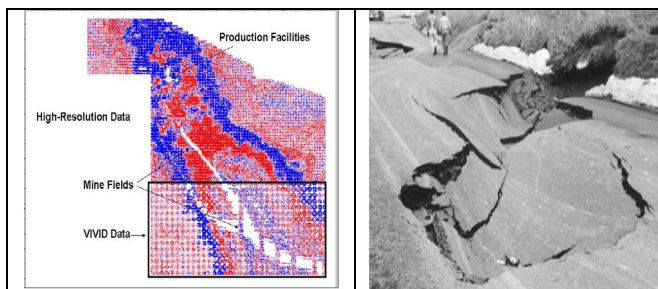 Production Facilities
High-Resolution Data
Mine Fields
VIVID Data